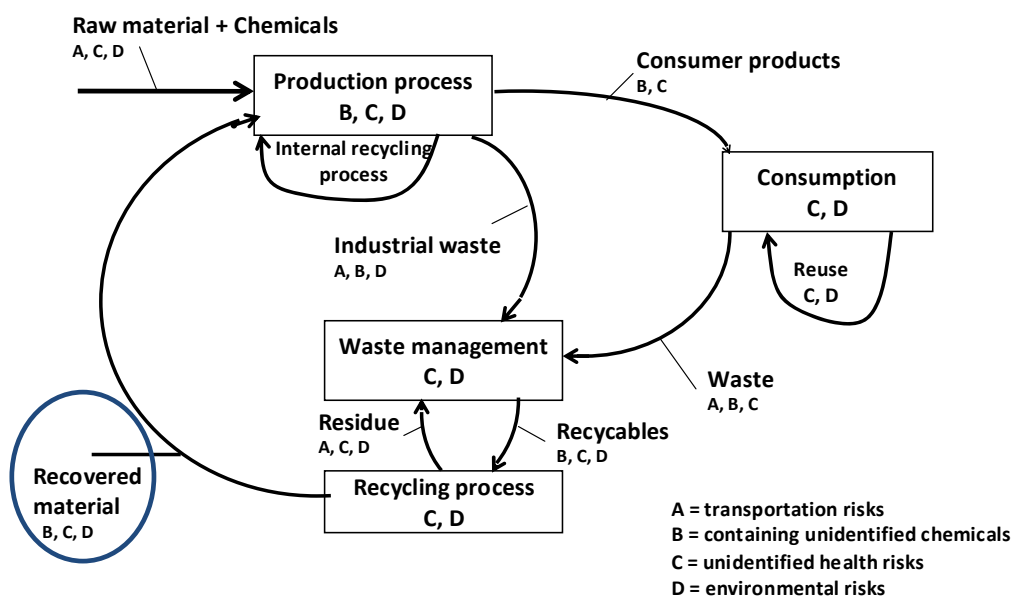 Raw material + Chemicals
A, C, D
Production process
B, C, D
Internal recycling
process
Consumer products
B, C
Consumption
C, D
Reuse
C, D
Industrial waste
A, B, D
Waste management
C, D
Waste
A, B, C
Residue
A, C, D
Recycables
B, C, D
Recycling process
C, D
Recovered
material
B, C, D
A = transportation risks
B = containing unidentified chemicals
C = unidentified health risks
D = environmental risks